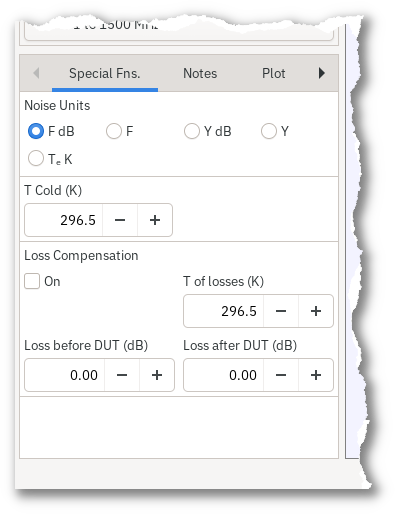 1 to 1500 MHz
Special Fns. Notes Plot
Noise Units
F dB F Y dB Y
Tₑ K
T Cold (K)
296.5
Loss Compensation
On T of losses (K)
296.5
Loss before DUT (dB) Loss after DUT (dB)
0.00 0.00